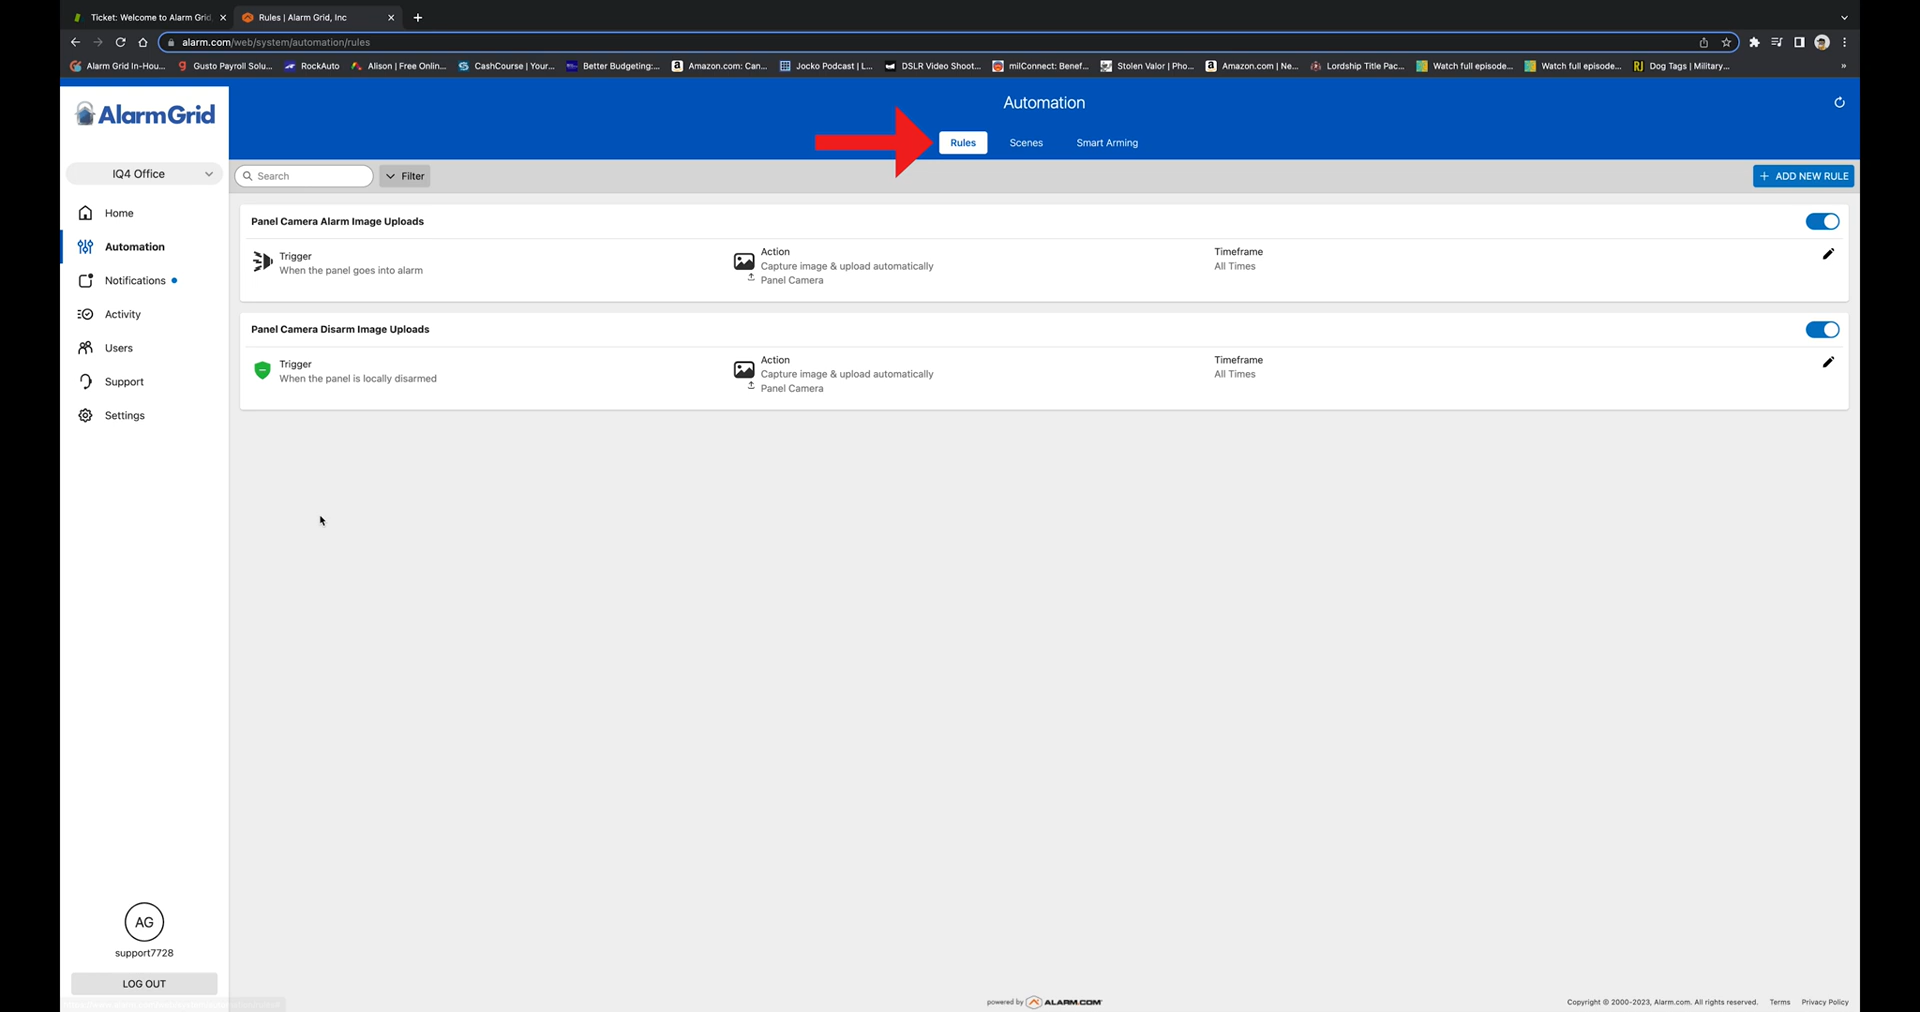 Ticket: Welcome to Alarm Grid,
Rules | Alarm Grid, Inc
alarm.com/web/system/automation/rules
Alarm Grid In-Hou...
Gusto Payroll Solu...
RockAuto
Alison | Free Onlin...
CashCourse | Your...
Better Budgeting:...
Amazon.com: Can...
Jocko Podcast | L...
DSLR Video Shoot...
milConnect: Benef...
Stolen Valor | Pho...
Amazon.com | Ne...
Lordship Title Pac...
Watch full episode...
Watch full episode...
Dog Tags | Military...
AlarmGrid
Automation
Rules
Scenes
Smart Arming
IQ4 Office
Search
Filter
+ ADD NEW RULE
Home
Automation
Notifications
Activity
Users
Support
Settings
Panel Camera Alarm Image Uploads
Trigger
When the panel goes into alarm
Action
Capture image & upload automatically
Panel Camera
Timeframe
All Times
Panel Camera Disarm Image Uploads
Trigger
When the panel is locally disarmed
Action
Capture image & upload automatically
Panel Camera
Timeframe
All Times
AG
support7728
LOG OUT
powered by ALARM.COM
Copyright © 2000-2023, Alarm.com. All rights reserved.
Terms
Privacy Policy